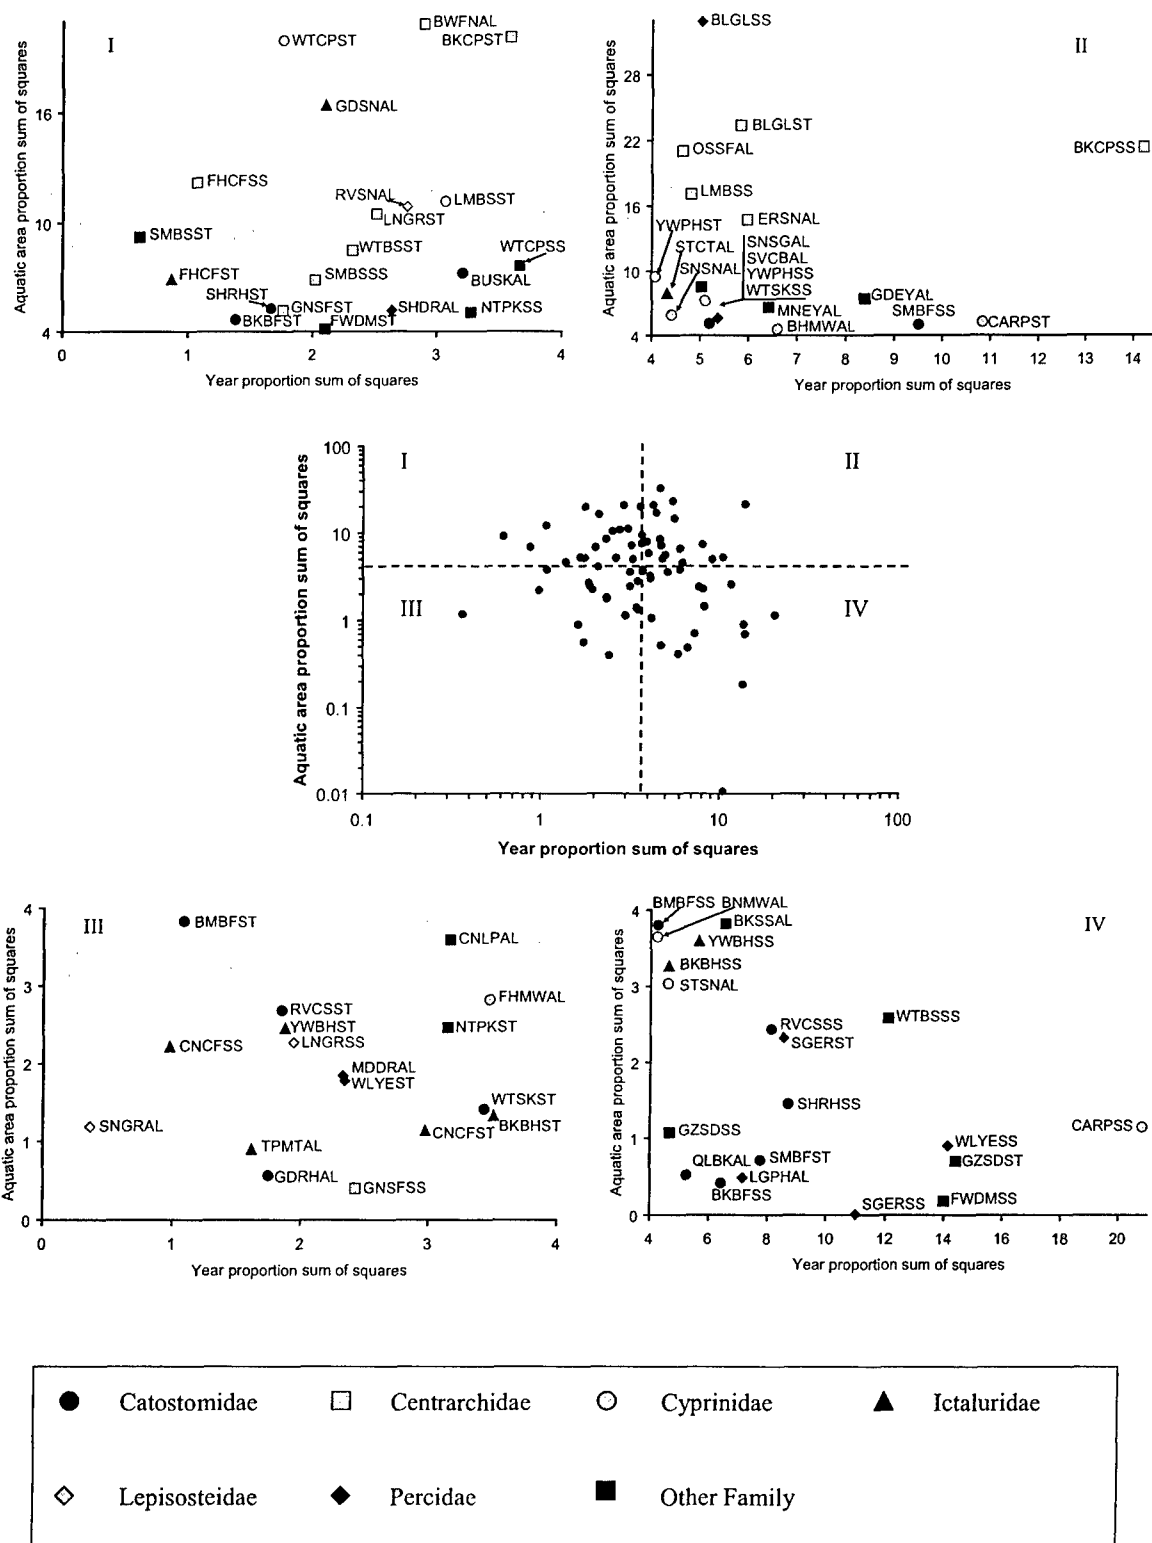 I
Aquatic area proportion sum of squares
16
10
4
BWFNAL
BKCPST
WTCPST
GDSNAL
FHCFSS
RVSNAL
LMBSST
LNGRST
SMBSST
WTBSST
WTCPSS
FHCFST
SMBSSS
BUSKAL
SHRHST
GNSFST
SHDRAL
NTPKSS
BKBFST
FWDMST
0 1 2 3 4
Year proportion sum of squares
II
Aquatic area proportion sum of squares
28
22
16
10
4
BLGLSS
BLGLST
OSSFAL
BKCPSS
LMBSS
ERSNAL
YWPHST
STCTAL
SNSNAL
SNSGAL
SVCBAL
YWPHSS
WTSKSS
MNEYAL
GDEYAL
SMBFSS
CARPST
BHMWAL
4 5 6 7 8 9 10 11 12 13 14
Year proportion sum of squares
Aquatic area proportion sum of squares
100
10
1
0.1
0.01
I II
III IV
0.1 1 10 100
Year proportion sum of squares
III
Aquatic area proportion sum of squares
4
3
2
1
0
BMBFST
CNLPAL
FHMWAL
RVCSST
YWBHST
NTPKST
LNGRSS
CNCFSS
MDDRAL
WLYEST
WTSKST
BKBHST
SNGRAL
CNCFST
TPMTAL
GDRHAL
GNSFSS
0 1 2 3 4
Year proportion sum of squares
IV
Aquatic area proportion sum of squares
4
3
2
1
0
BMBFSS BNMWAL
BKSSAL
YWBHSS
BKBHSS
STSNAL
RVCSSS
WTBSSS
SGERST
SHRHSS
GZSDSS
CARPSS
WLYESS
QLBKAL
SMBFST
GZSDST
LGPHAL
BKBFSS
SGERSS
FWDMSS
4 6 8 10 12 14 16 18 20
Year proportion sum of squares
Catostomidae Centrarchidae Cyprinidae Ictaluridae
Lepisosteidae Percidae Other Family